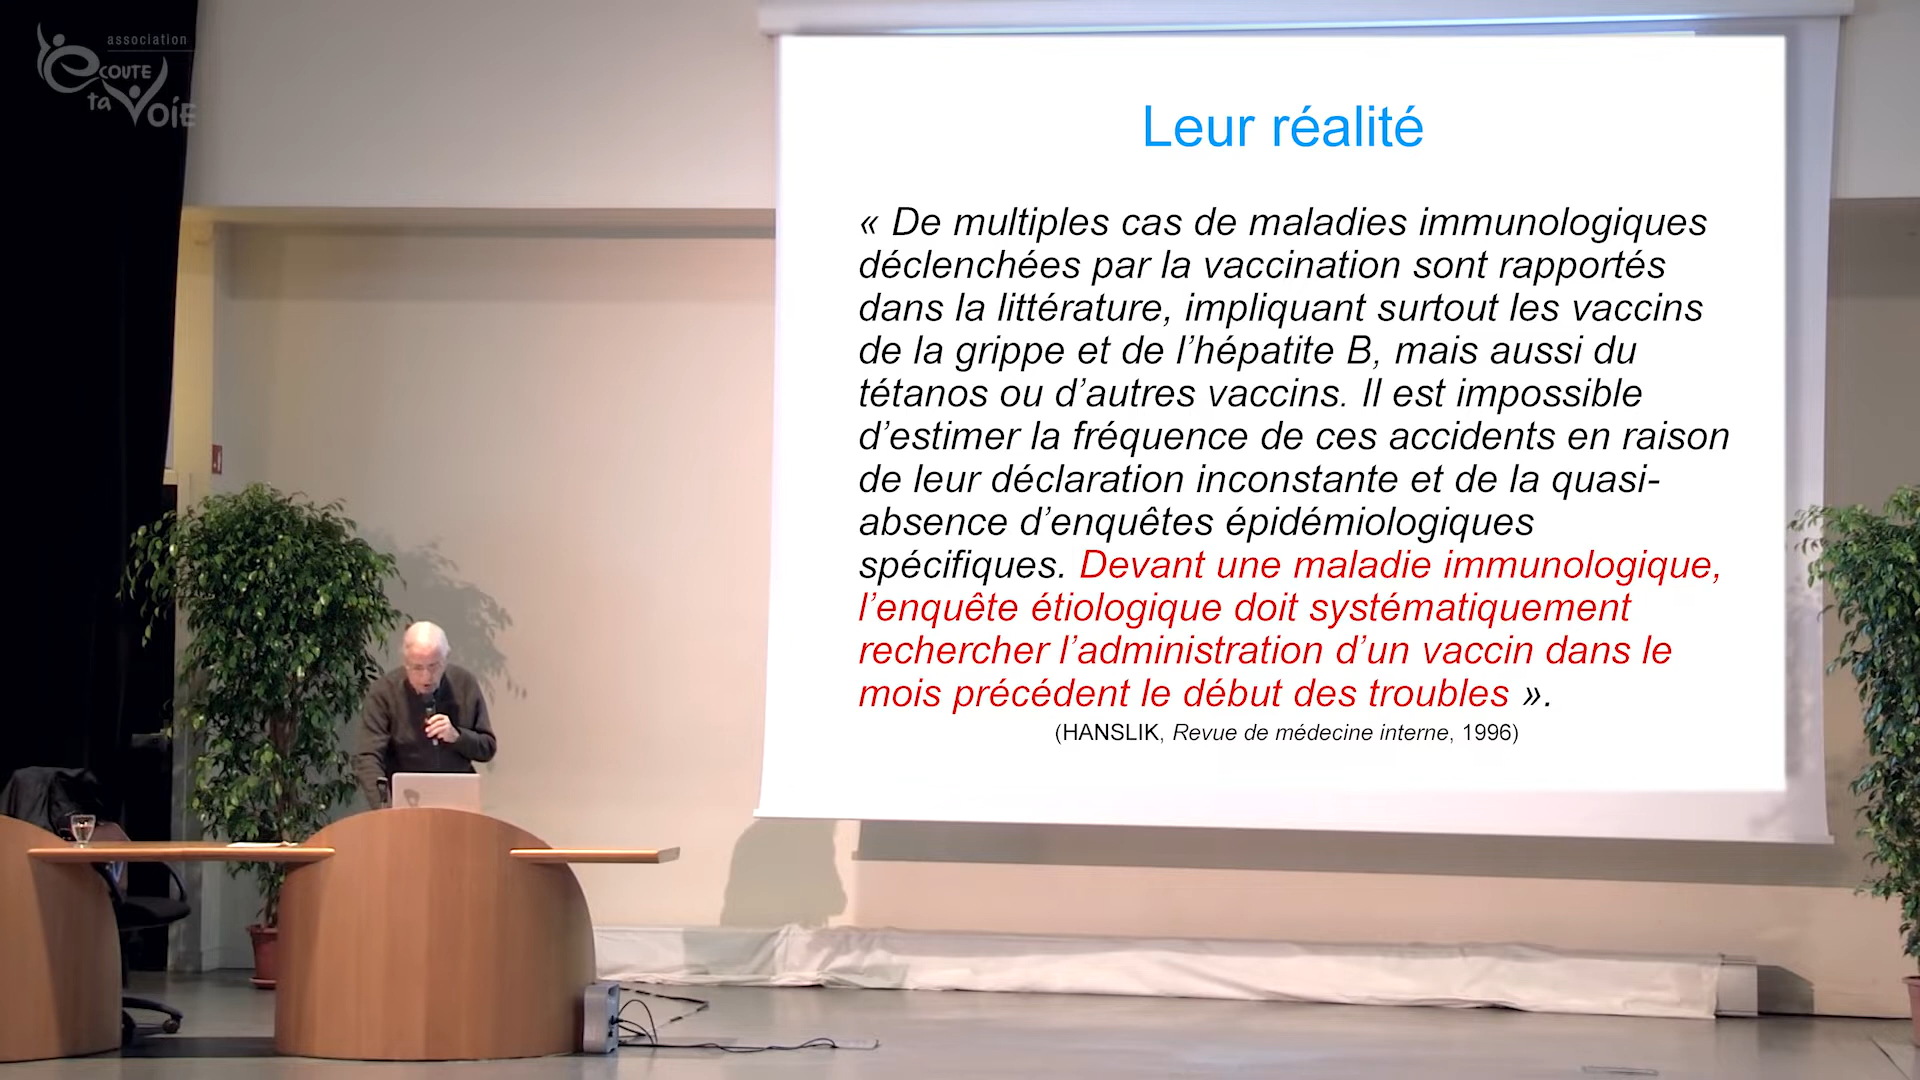 association
écoute
ta voie
Leur réalité
« De multiples cas de maladies immunologiques
déclenchées par la vaccination sont rapportés
dans la littérature, impliquant surtout les vaccins
de la grippe et de l’hépatite B, mais aussi du
tétanos ou d’autres vaccins. Il est impossible
d’estimer la fréquence de ces accidents en raison
de leur déclaration inconstante et de la quasi-
absence d’enquêtes épidémiologiques
spécifiques. Devant une maladie immunologique,
l’enquête étiologique doit systématiquement
rechercher l’administration d’un vaccin dans le
mois précédent le début des troubles ».
(HANSLIK, Revue de médecine interne, 1996)